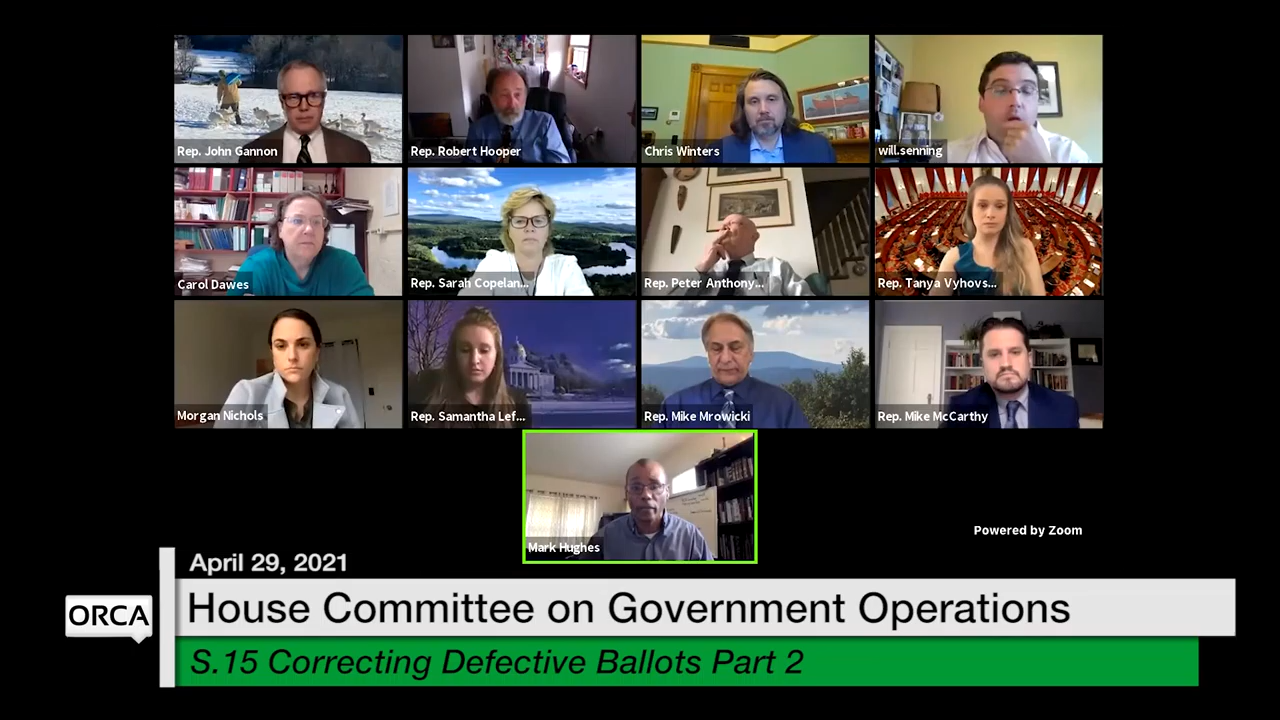 Rep. John Gannon
Rep. Robert Hooper
Chris Winters
will.senning
Carol Dawes
Rep. Sarah Copelan...
Rep. Peter Anthony...
Rep. Tanya Vyhovs...
Morgan Nichols
Rep. Samantha Lef...
Rep. Mike Mrowicki
Rep. Mike McCarthy
Mark Hughes
Powered by Zoom
April 29, 2021
ORCA
House Committee on Government Operations
S.15 Correcting Defective Ballots Part 2